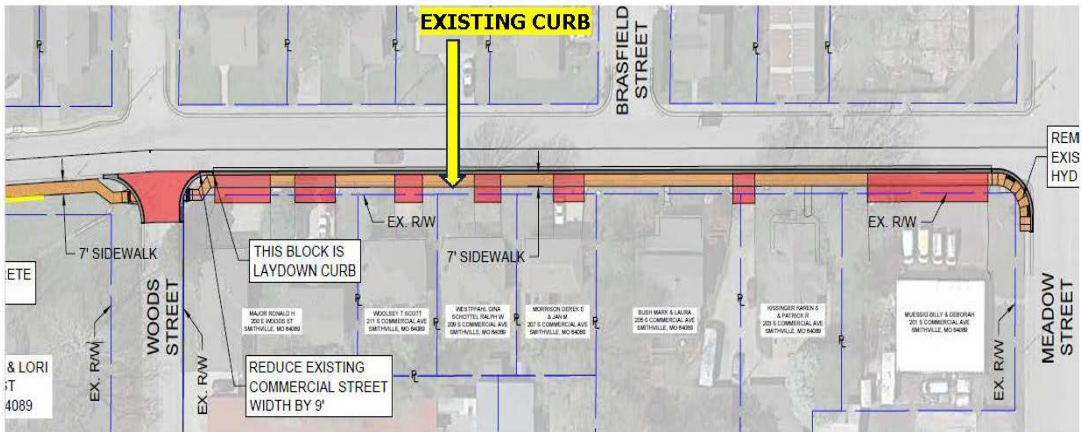 EXISTING CURB
BRASFIELD
STREET
REM
EXIS
HYD
EX. R/W
EX. R/W
7' SIDEWALK
7' SIDEWALK
THIS BLOCK IS
LAYDOWN CURB
ETE
WOODS
STREET
MEADOW
STREET
MAJOR RONALD H
200 E WOODS ST
SMITHVILLE, MO 64089
WOOLSEY T SCOTT
211 S COMMERCIAL AVE
SMITHVILLE, MO 64089
WESTPFAHL GINA
SCHOTTEL RALPH W
209 S COMMERCIAL AVE
SMITHVILLE, MO 64089
MORRISON DEREK E
& JAN M
207 S COMMERCIAL AVE
SMITHVILLE, MO 64089
BUSH MARK & LAURA
205 S COMMERCIAL AVE
SMITHVILLE, MO 64089
KISSINGER KAREN S
& PATRICK R
203 S COMMERCIAL AVE
SMITHVILLE, MO 64089
MUESSIG BILLY & DEBORAH
201 S COMMERCIAL AVE
SMITHVILLE, MO 64089
EX. R/W
EX. R/W
EX. R/W
& LORI
ST
4089
REDUCE EXISTING
COMMERCIAL STREET
WIDTH BY 9'